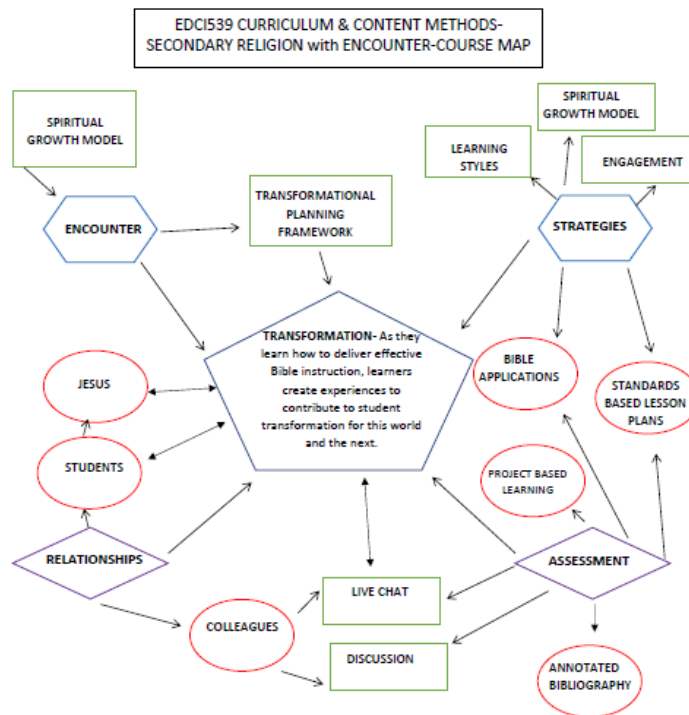 EDCI539 CURRICULUM & CONTENT METHODS-
SECONDARY RELIGION with ENCOUNTER-COURSE MAP
SPIRITUAL
GROWTH MODEL
SPIRITUAL
GROWTH MODEL
LEARNING
STYLES
ENGAGEMENT
TRANSFORMATIONAL
PLANNING
FRAMEWORK
ENCOUNTER
STRATEGIES
TRANSFORMATION- As they
learn how to deliver effective
Bible instruction, learners
create experiences to
contribute to student
transformation for this world
and the next.
JESUS
BIBLE
APPLICATIONS
STANDARDS
BASED LESSON
PLANS
STUDENTS
PROJECT BASED
LEARNING
RELATIONSHIPS
ASSESSMENT
LIVE CHAT
COLLEAGUES
DISCUSSION
ANNOTATED
BIBLIOGRAPHY